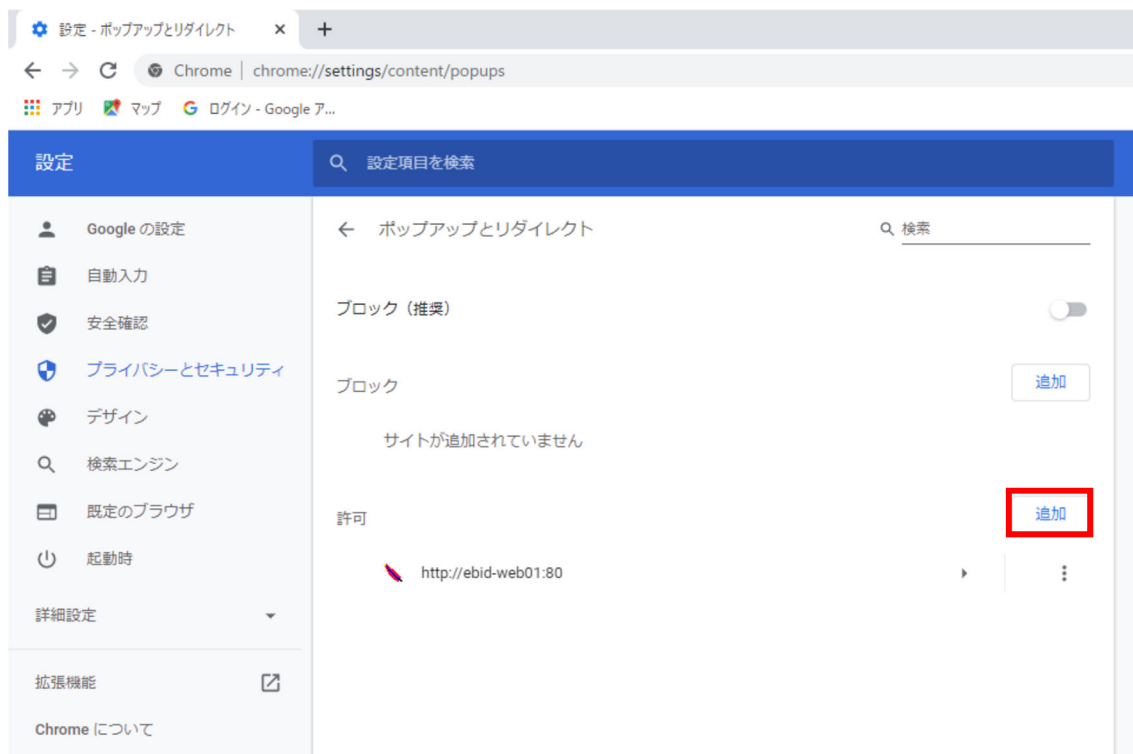 設定 - ポップアップとリダイレクト
Chrome | chrome://settings/content/popups
アプリ マップ ログイン - Google ア...
設定
設定項目を検索
Google の設定
自動入力
安全確認
プライバシーとセキュリティ
デザイン
検索エンジン
既定のブラウザ
起動時
詳細設定
拡張機能
Chrome について
ポップアップとリダイレクト
検索
ブロック（推奨）
ブロック
追加
サイトが追加されていません
許可
追加
http://ebid-web01:80